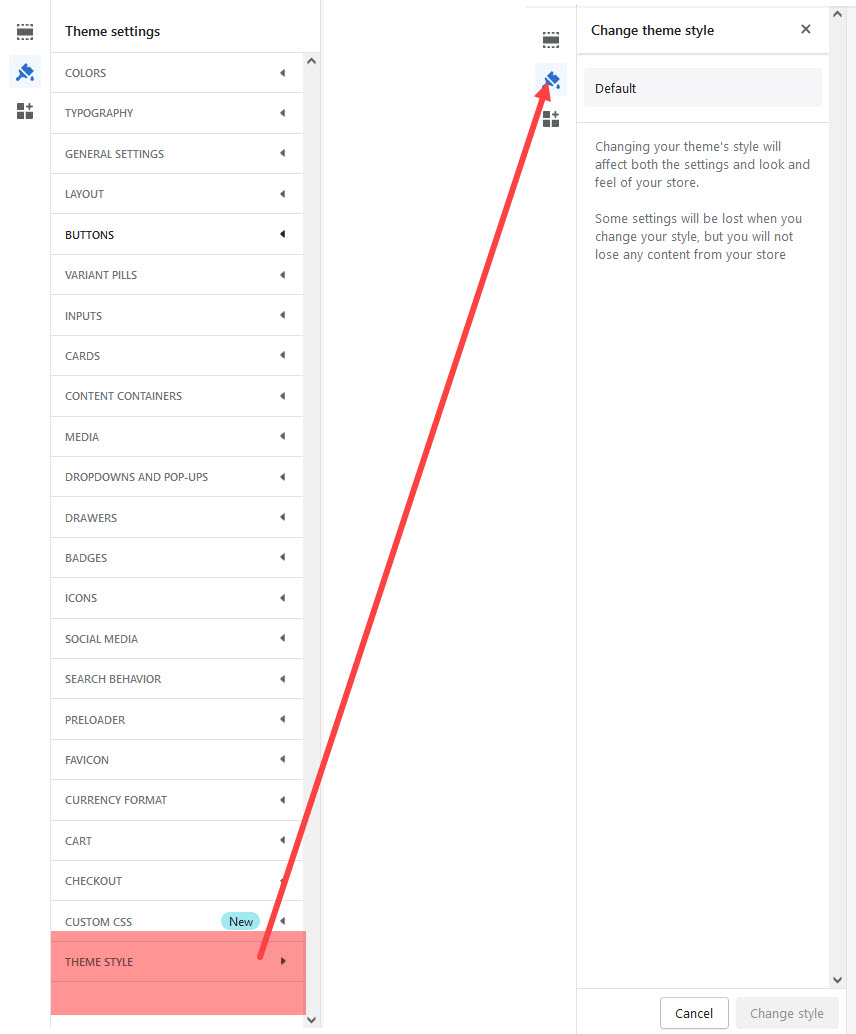 Theme settings
COLORS
TYPOGRAPHY
GENERAL SETTINGS
LAYOUT
BUTTONS
VARIANT PILLS
INPUTS
CARDS
CONTENT CONTAINERS
MEDIA
DROPDOWNS AND POP-UPS
DRAWERS
BADGES
ICONS
SOCIAL MEDIA
SEARCH BEHAVIOR
PRELOADER
FAVICON
CURRENCY FORMAT
CART
CHECKOUT
CUSTOM CSS New
THEME STYLE
Change theme style
Default
Changing your theme's style will
affect both the settings and look and
feel of your store.
Some settings will be lost when you
change your style, but you will not
lose any content from your store
Cancel Change style